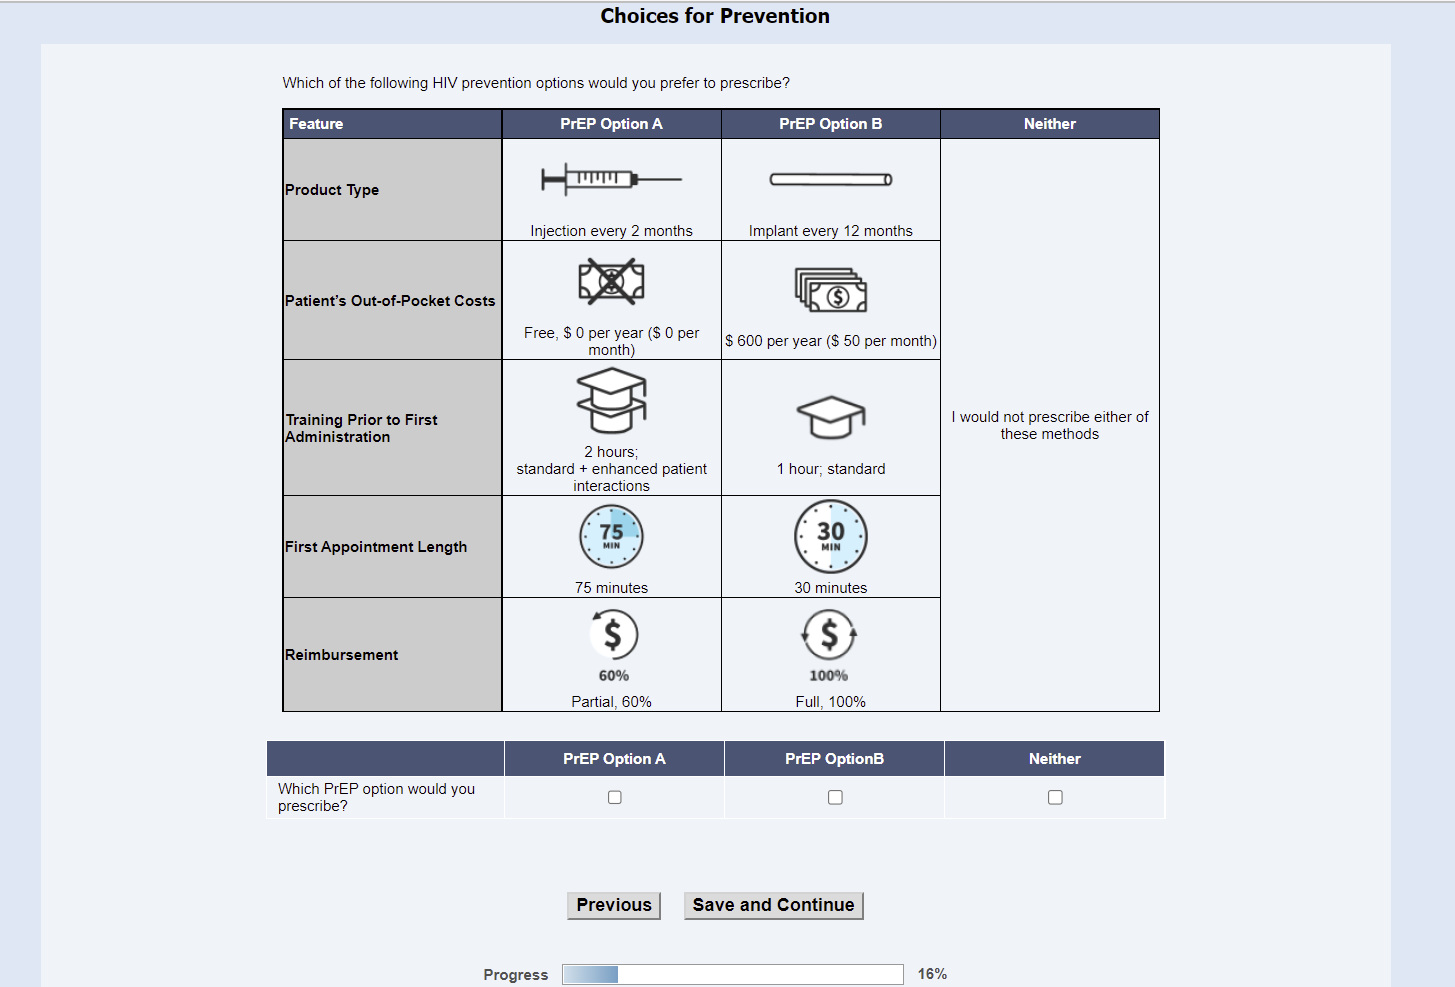 Choices for Prevention
Which of the following HIV prevention options would you prefer to prescribe?
Feature
PrEP Option A
PrEP Option B
Neither
Product Type
Injection every 2 months
Implant every 12 months
Patient's Out-of-Pocket Costs
Free, $ 0 per year ($ 0 per
month)
$
$ 600 per year ($ 50 per month)
Training Prior to First
Administration
2 hours;
standard + enhanced patient
interactions
1 hour; standard
I would not prescribe either of
these methods
First Appointment Length
75
MIN
75 minutes
30
MIN
30 minutes
Reimbursement
$
60%
Partial, 60%
$
100%
Full, 100%
PrEP Option A
PrEP OptionB
Neither
Which PrEP option would you
prescribe?
Previous
Save and Continue
Progress
16%